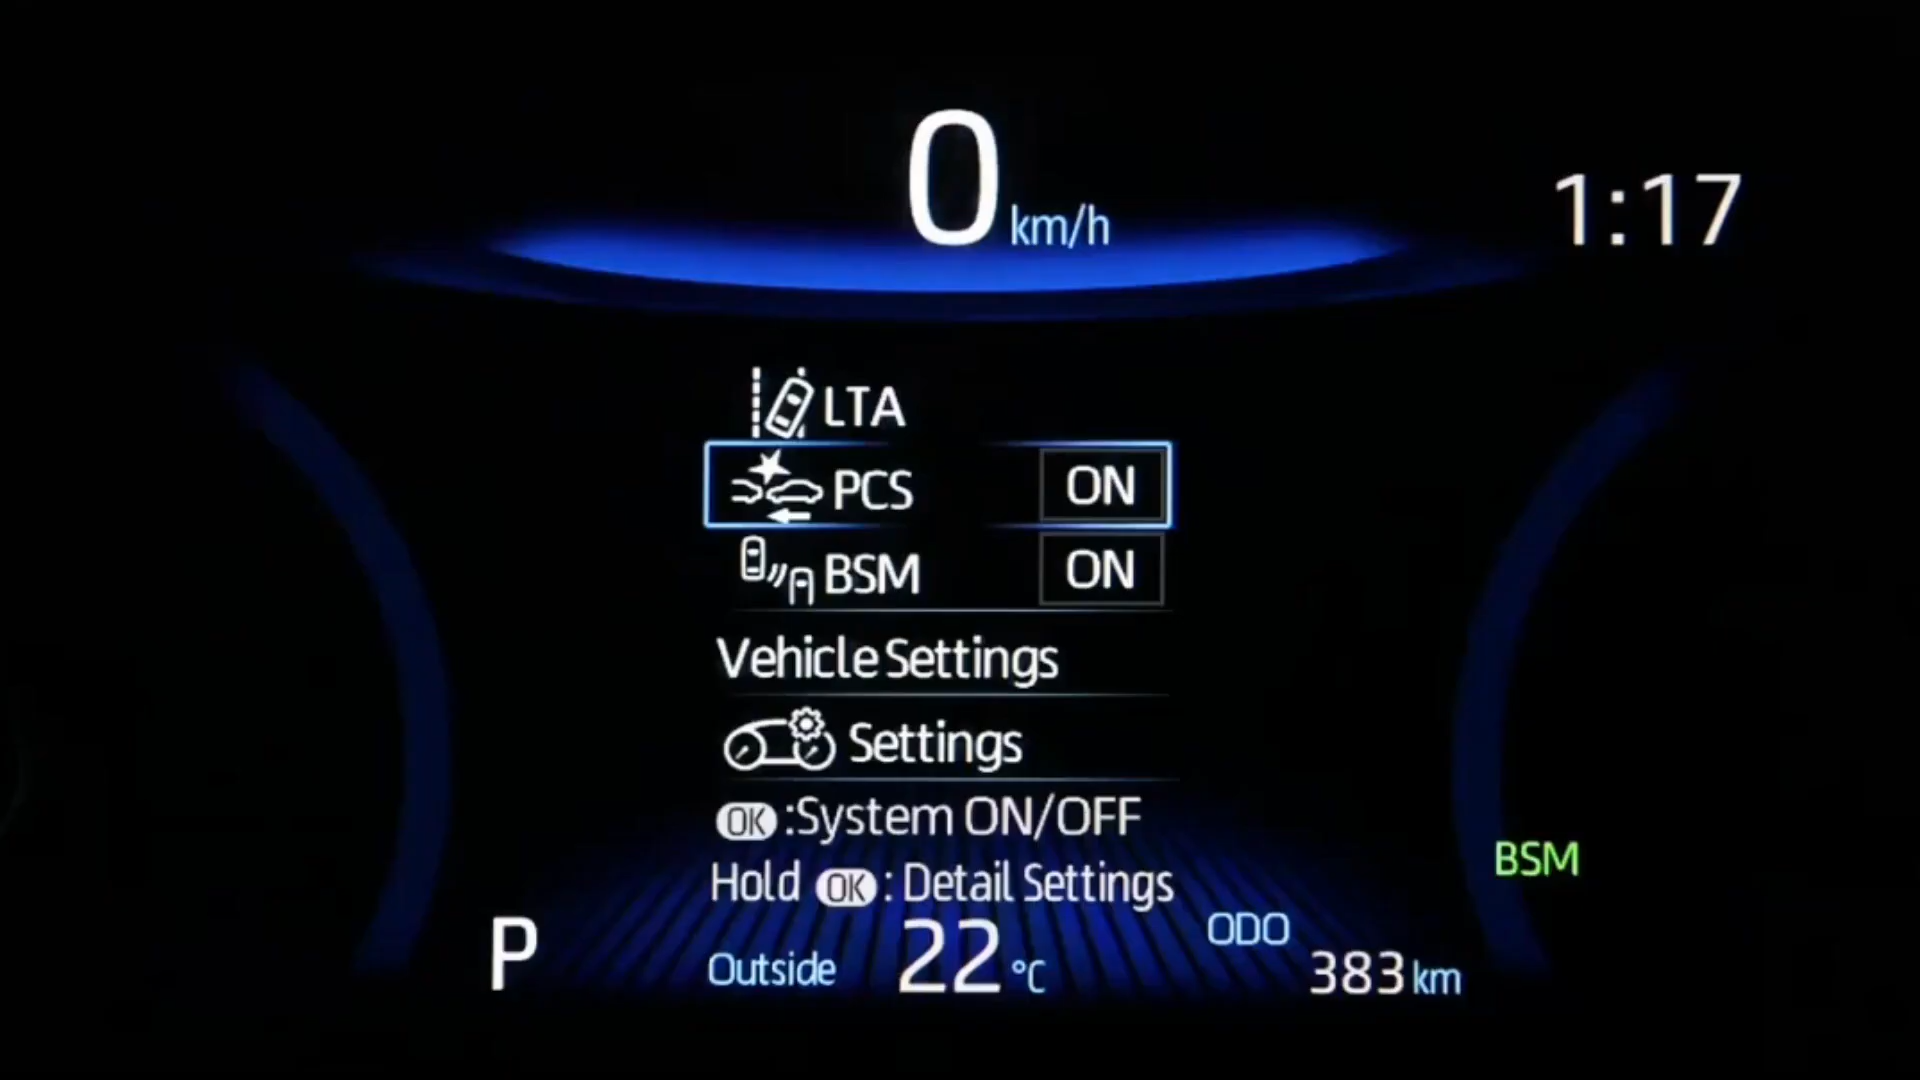 0 km/h
1:17
LTA
PCS ON
BSM ON
Vehicle Settings
Settings
OK :System ON/OFF
Hold OK : Detail Settings
BSM
P
Outside 22 °C
ODO
383 km